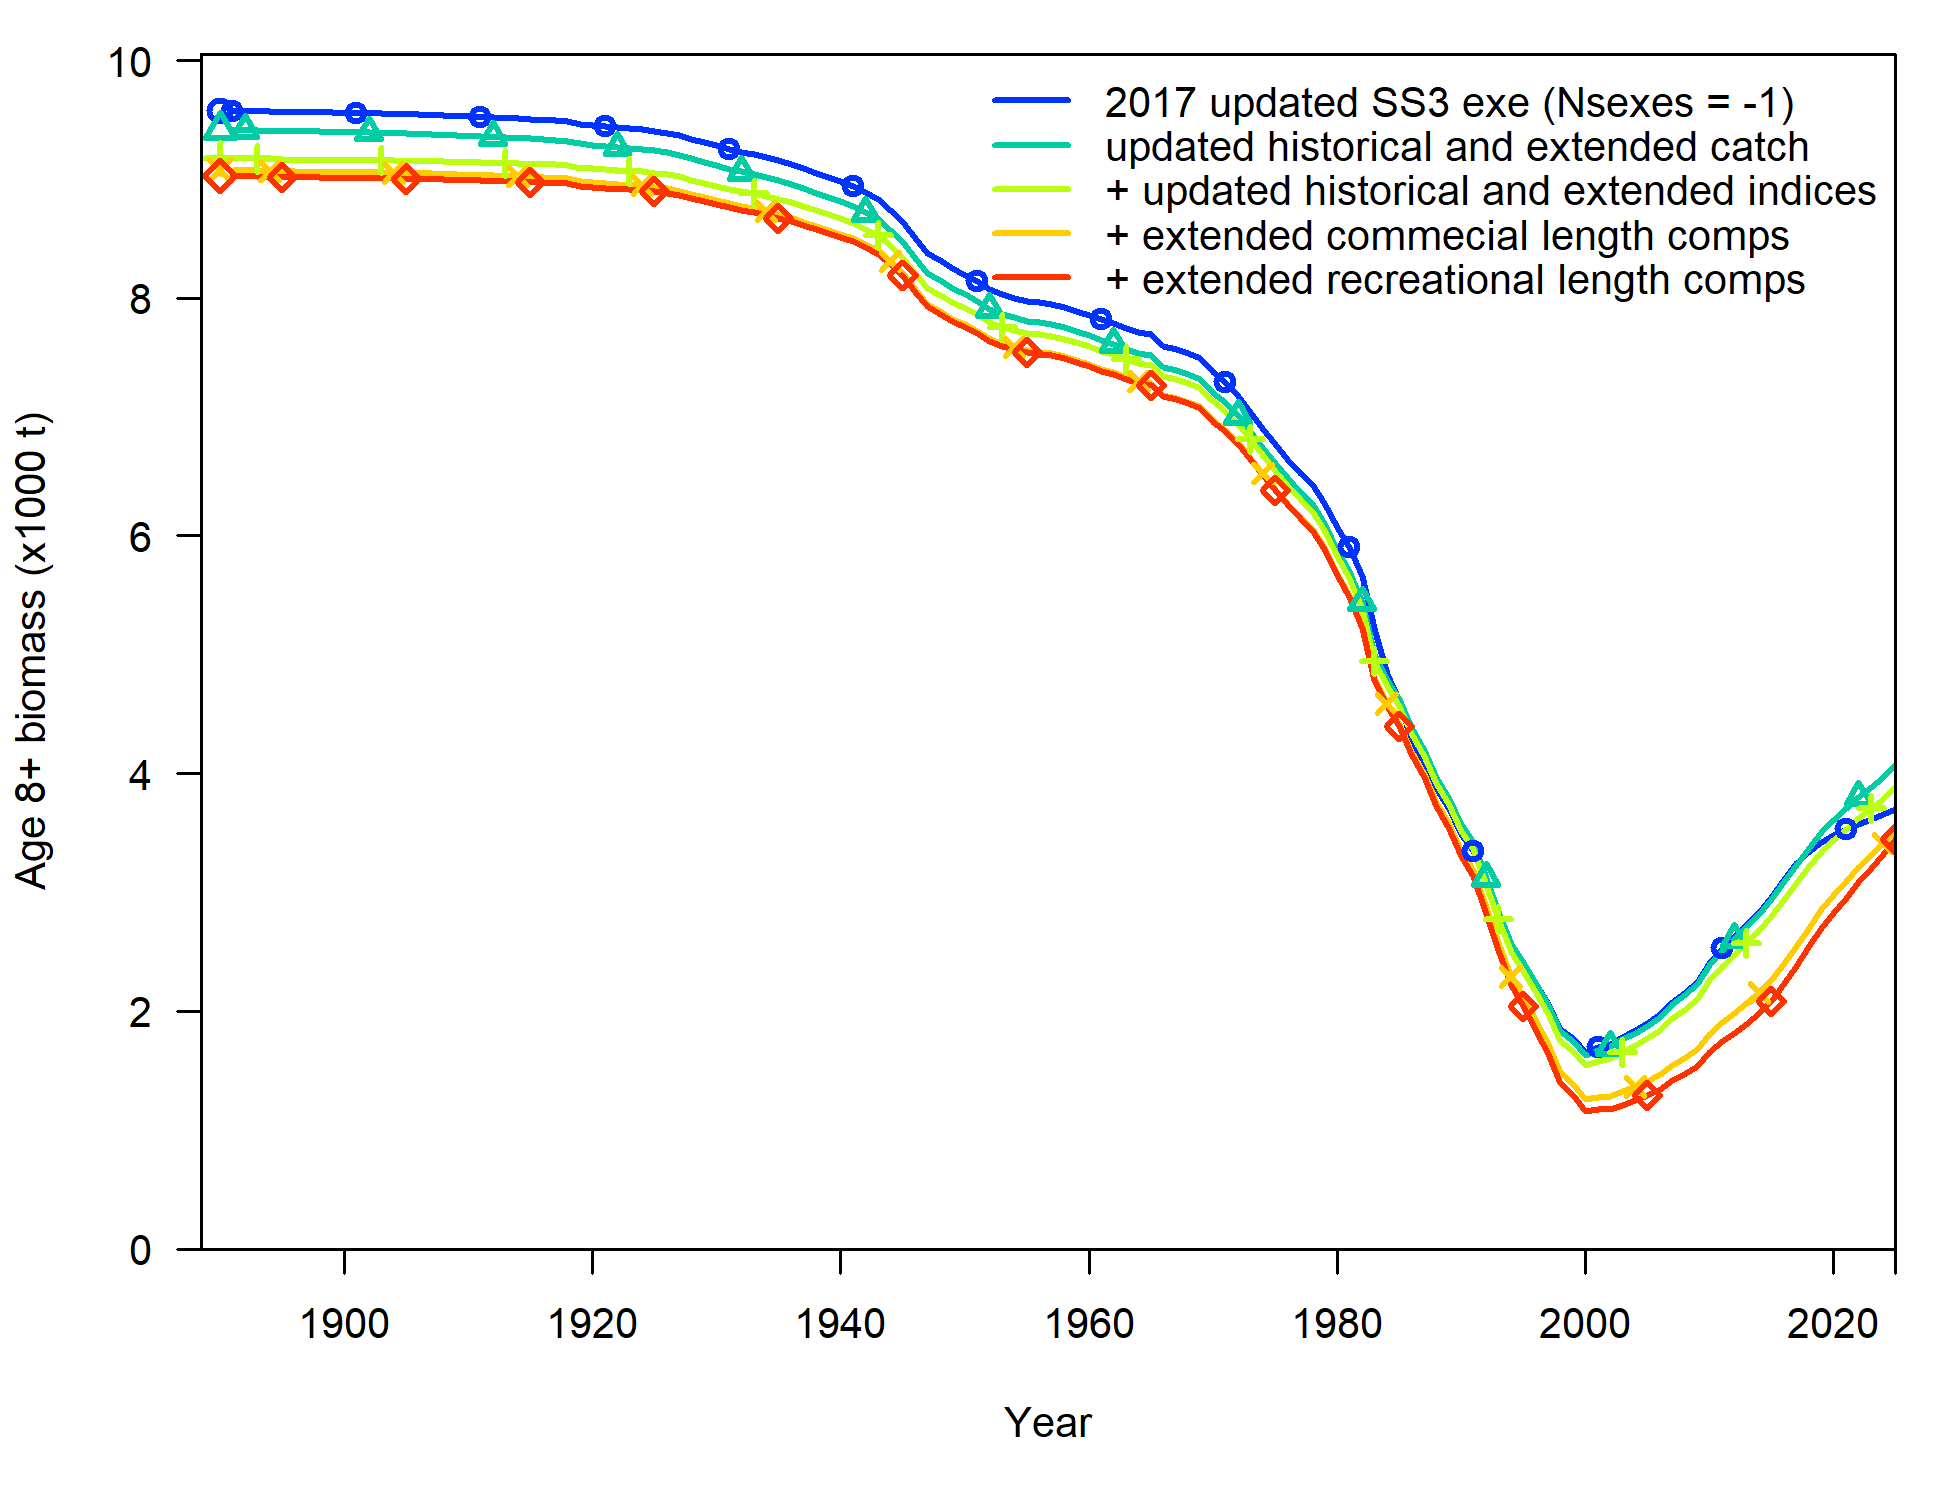 2017 updated SS3 exe (Nsexes = -1)
updated historical and extended catch
+ updated historical and extended indices
+ extended commecial length comps
+ extended recreational length comps
Age 8+ biomass (x1000 t)
10
8
6
4
2
0
1900 1920 1940 1960 1980 2000 2020
Year